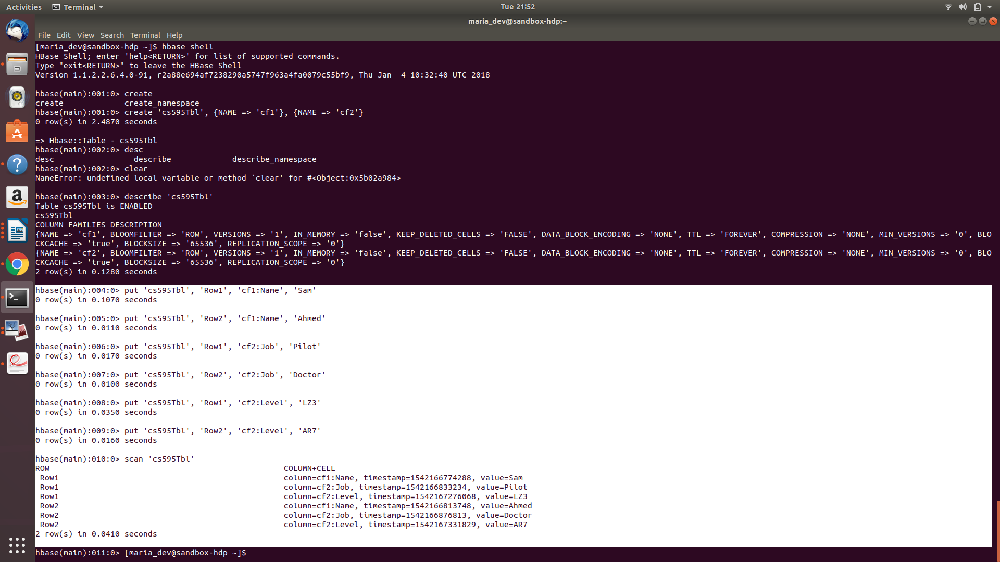 Activities Terminal Tue 21:52
maria_dev@sandbox-hdp:~
File Edit View Search Terminal Help
[maria_dev@sandbox-hdp ~]$ hbase shell
HBase Shell; enter 'help<RETURN>' for list of supported commands.
Type "exit<RETURN>" to leave the HBase Shell
Version 1.1.2.2.6.4.0-91, r2a88e694af7238290a5747f963a4fa0079c55bf9, Thu Jan  4 10:32:40 UTC 2018
hbase(main):001:0> create
create             create_namespace
hbase(main):001:0> create 'cs595Tbl', {NAME => 'cf1'}, {NAME => 'cf2'}
0 row(s) in 2.4870 seconds
=> Hbase::Table - cs595Tbl
hbase(main):002:0> desc
desc                 describe             describe_namespace
hbase(main):002:0> clear
NameError: undefined local variable or method `clear' for #<Object:0x5b02a984>
hbase(main):003:0> describe 'cs595Tbl'
Table cs595Tbl is ENABLED
cs595Tbl
COLUMN FAMILIES DESCRIPTION
{NAME => 'cf1', BLOOMFILTER => 'ROW', VERSIONS => '1', IN_MEMORY => 'false', KEEP_DELETED_CELLS => 'FALSE', DATA_BLOCK_ENCODING => 'NONE', TTL => 'FOREVER', COMPRESSION => 'NONE', MIN_VERSIONS => '0', BLO
CKCACHE => 'true', BLOCKSIZE => '65536', REPLICATION_SCOPE => '0'}
{NAME => 'cf2', BLOOMFILTER => 'ROW', VERSIONS => '1', IN_MEMORY => 'false', KEEP_DELETED_CELLS => 'FALSE', DATA_BLOCK_ENCODING => 'NONE', TTL => 'FOREVER', COMPRESSION => 'NONE', MIN_VERSIONS => '0', BLO
CKCACHE => 'true', BLOCKSIZE => '65536', REPLICATION_SCOPE => '0'}
2 row(s) in 0.1280 seconds
hbase(main):004:0> put 'cs595Tbl', 'Row1', 'cf1:Name', 'Sam'
0 row(s) in 0.1070 seconds
hbase(main):005:0> put 'cs595Tbl', 'Row2', 'cf1:Name', 'Ahmed'
0 row(s) in 0.0110 seconds
hbase(main):006:0> put 'cs595Tbl', 'Row1', 'cf2:Job', 'Pilot'
0 row(s) in 0.0170 seconds
hbase(main):007:0> put 'cs595Tbl', 'Row2', 'cf2:Job', 'Doctor'
0 row(s) in 0.0100 seconds
hbase(main):008:0> put 'cs595Tbl', 'Row1', 'cf2:Level', 'LZ3'
0 row(s) in 0.0350 seconds
hbase(main):009:0> put 'cs595Tbl', 'Row2', 'cf2:Level', 'AR7'
0 row(s) in 0.0160 seconds
hbase(main):010:0> scan 'cs595Tbl'
ROW                                                  COLUMN+CELL
 Row1                                                column=cf1:Name, timestamp=1542166774288, value=Sam
 Row1                                                column=cf2:Job, timestamp=1542166833234, value=Pilot
 Row1                                                column=cf2:Level, timestamp=1542167276068, value=LZ3
 Row2                                                column=cf1:Name, timestamp=1542166813748, value=Ahmed
 Row2                                                column=cf2:Job, timestamp=1542166876813, value=Doctor
 Row2                                                column=cf2:Level, timestamp=1542167331829, value=AR7
2 row(s) in 0.0410 seconds
hbase(main):011:0> [maria_dev@sandbox-hdp ~]$